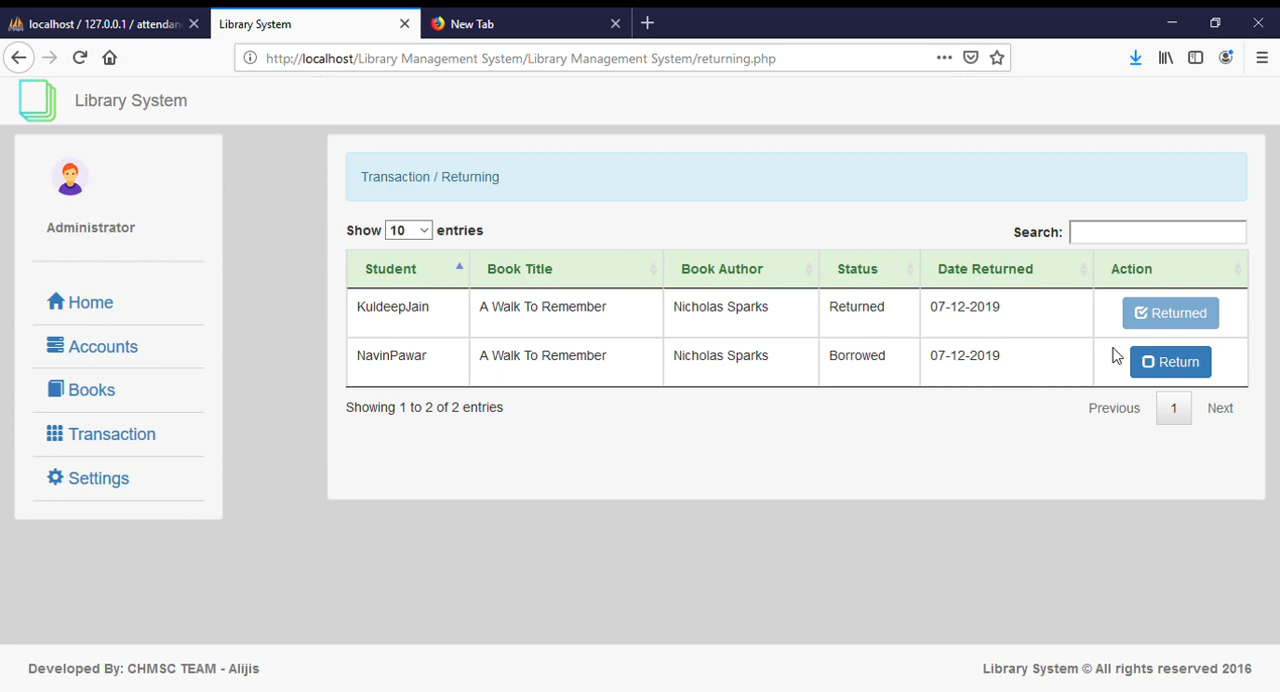 localhost / 127.0.0.1 / attendan
Library System
New Tab
http://localhost/Library Management System/Library Management System/returning.php
Library System
Administrator
Home
Accounts
Books
Transaction
Settings
Transaction / Returning
Show 10 entries
Search:
Student Book Title Book Author Status Date Returned Action
KuldeepJain A Walk To Remember Nicholas Sparks Returned 07-12-2019 Returned
NavinPawar A Walk To Remember Nicholas Sparks Borrowed 07-12-2019 Return
Showing 1 to 2 of 2 entries
Previous 1 Next
Developed By: CHMSC TEAM - Alijis
Library System © All rights reserved 2016